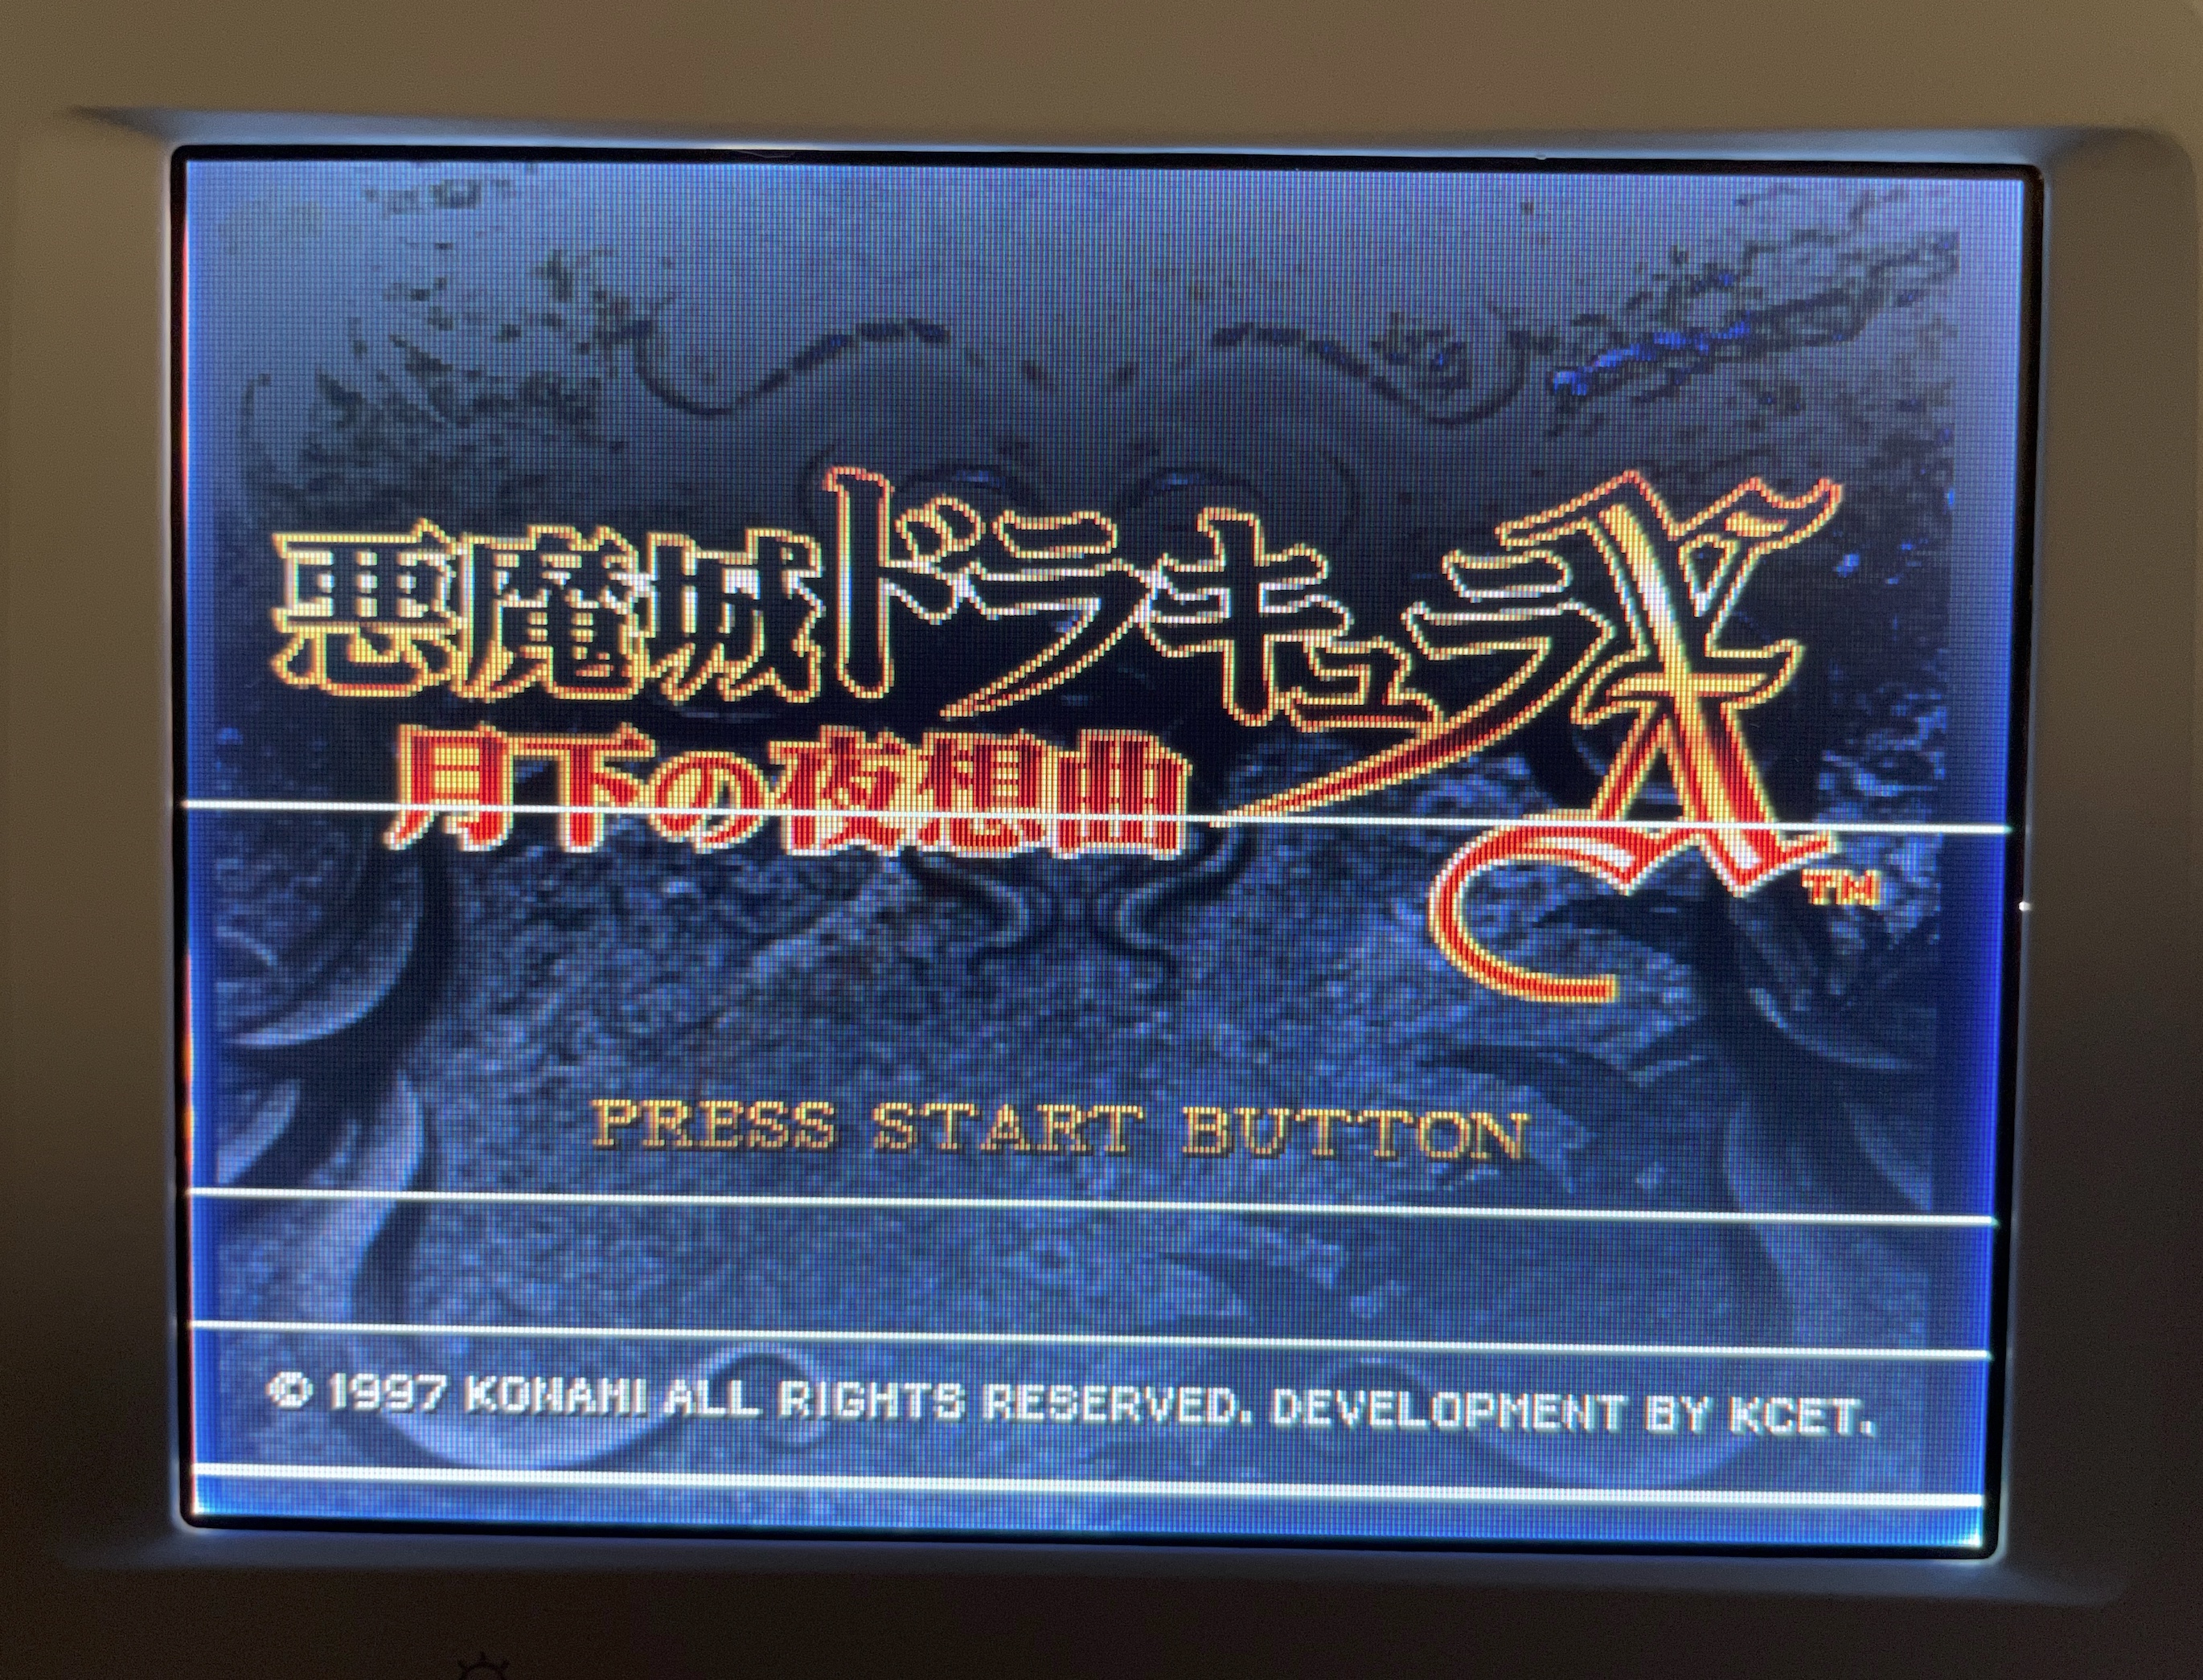 悪魔城ドラキュラX
月下の夜想曲
TM
PRESS START BUTTON
© 1997 KONAMI ALL RIGHTS RESERVED. DEVELOPMENT BY KCET.